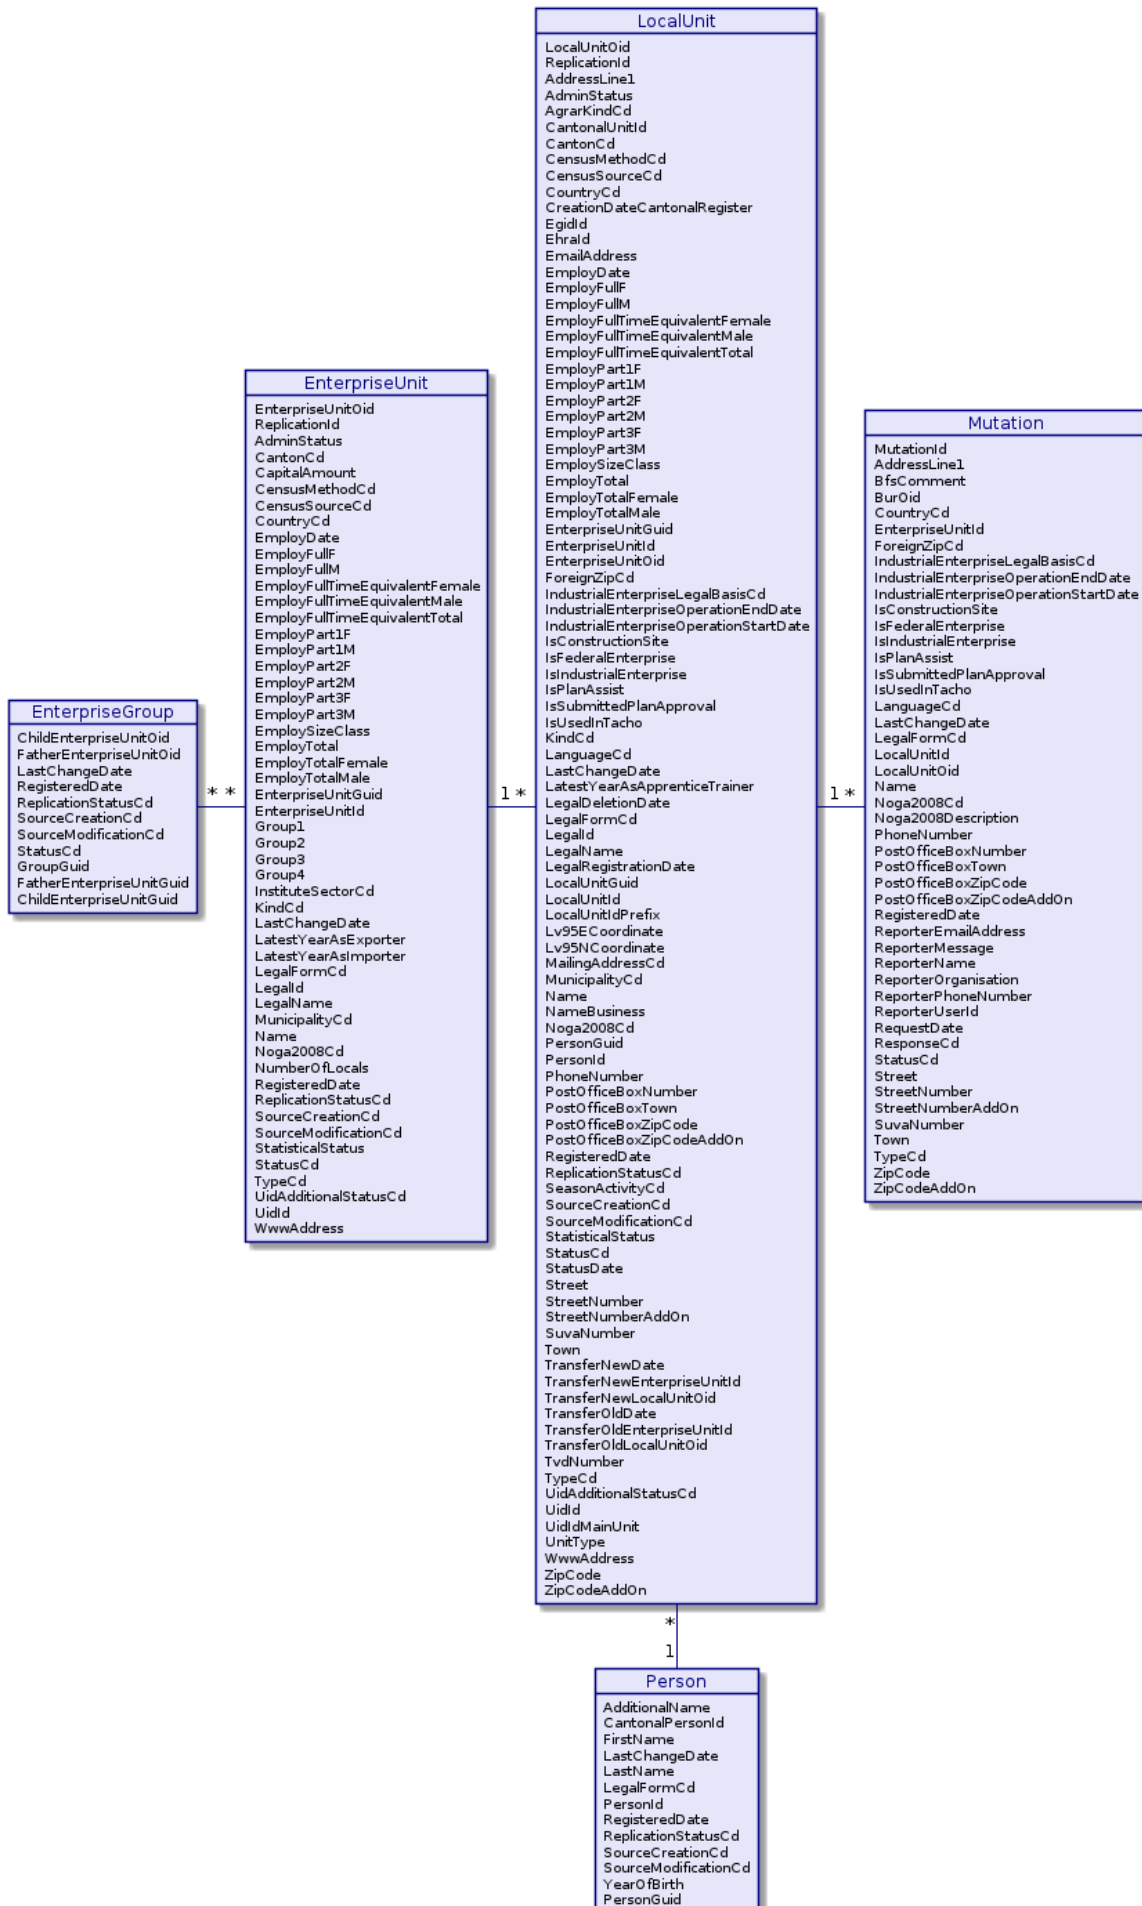 LocalUnit
LocalUnitOid
ReplicationId
AddressLine1
AdminStatus
AgrarKindCd
CantonalUnitId
CantonCd
CensusMethodCd
CensusSourceCd
CountryCd
CreationDateCantonalRegister
EgidId
EhraId
EmailAddress
EmployDate
EmployFullF
EmployFullM
EmployFullTimeEquivalentFemale
EmployFullTimeEquivalentMale
EmployFullTimeEquivalentTotal
EmployPart1F
EmployPart1M
EmployPart2F
EmployPart2M
EmployPart3F
EmployPart3M
EmploySizeClass
EmployTotal
EmployTotalFemale
EmployTotalMale
EnterpriseUnitGuid
EnterpriseUnitId
EnterpriseUnitOid
ForeignZipCd
IndustrialEnterpriseLegalBasisCd
IndustrialEnterpriseOperationEndDate
IndustrialEnterpriseOperationStartDate
IsConstructionSite
IsFederalEnterprise
IsIndustrialEnterprise
IsPlanAssist
IsSubmittedPlanApproval
IsUsedInTacho
KindCd
LanguageCd
LastChangeDate
LatestYearAsApprenticeTrainer
LegalDeletionDate
LegalFormCd
LegalId
LegalName
LegalRegistrationDate
LocalUnitGuid
LocalUnitId
LocalUnitIdPrefix
Lv95ECoordinate
Lv95NCoordinate
MailingAddressCd
MunicipalityCd
Name
NameBusiness
Noga2008Cd
PersonGuid
PersonId
PhoneNumber
PostOfficeBoxNumber
PostOfficeBoxTown
PostOfficeBoxZipCode
PostOfficeBoxZipCodeAddOn
RegisteredDate
ReplicationStatusCd
SeasonActivityCd
SourceCreationCd
SourceModificationCd
StatisticalStatus
StatusCd
StatusDate
Street
StreetNumber
StreetNumberAddOn
SuvaNumber
Town
TransferNewDate
TransferNewEnterpriseUnitId
TransferNewLocalUnitOid
TransferOldDate
TransferOldEnterpriseUnitId
TransferOldLocalUnitOid
TvdNumber
TypeCd
UidAdditionalStatusCd
UidId
UidIdMainUnit
UnitType
WwwAddress
ZipCode
ZipCodeAddOn
EnterpriseUnit
EnterpriseUnitOid
ReplicationId
AdminStatus
CantonCd
CapitalAmount
CensusMethodCd
CensusSourceCd
CountryCd
EmployDate
EmployFullF
EmployFullM
EmployFullTimeEquivalentFemale
EmployFullTimeEquivalentMale
EmployFullTimeEquivalentTotal
EmployPart1F
EmployPart1M
EmployPart2F
EmployPart2M
EmployPart3F
EmployPart3M
EmploySizeClass
EmployTotal
EmployTotalFemale
EmployTotalMale
EnterpriseUnitGuid
EnterpriseUnitId
Group1
Group2
Group3
Group4
InstituteSectorCd
KindCd
LastChangeDate
LatestYearAsExporter
LatestYearAsImporter
LegalFormCd
LegalId
LegalName
MunicipalityCd
Name
Noga2008Cd
NumberOfLocals
RegisteredDate
ReplicationStatusCd
SourceCreationCd
SourceModificationCd
StatisticalStatus
StatusCd
TypeCd
UidAdditionalStatusCd
UidId
WwwAddress
Mutation
MutationId
AddressLine1
BfsComment
BurOid
CountryCd
EnterpriseUnitId
ForeignZipCd
IndustrialEnterpriseLegalBasisCd
IndustrialEnterpriseOperationEndDate
IndustrialEnterpriseOperationStartDate
IsConstructionSite
IsFederalEnterprise
IsIndustrialEnterprise
IsPlanAssist
IsSubmittedPlanApproval
IsUsedInTacho
LanguageCd
LastChangeDate
LegalFormCd
LocalUnitId
LocalUnitOid
Name
Noga2008Cd
Noga2008Description
PhoneNumber
PostOfficeBoxNumber
PostOfficeBoxTown
PostOfficeBoxZipCode
PostOfficeBoxZipCodeAddOn
RegisteredDate
ReporterEmailAddress
ReporterMessage
ReporterName
ReporterOrganisation
ReporterPhoneNumber
ReporterUserId
RequestDate
ResponseCd
StatusCd
Street
StreetNumber
StreetNumberAddOn
SuvaNumber
Town
TypeCd
ZipCode
ZipCodeAddOn
EnterpriseGroup
ChildEnterpriseUnitOid
FatherEnterpriseUnitOid
LastChangeDate
RegisteredDate
ReplicationStatusCd
SourceCreationCd
SourceModificationCd
StatusCd
GroupGuid
FatherEnterpriseUnitGuid
ChildEnterpriseUnitGuid
* *
1 *
1 *
*
1
Person
AdditionalName
CantonalPersonId
FirstName
LastChangeDate
LastName
LegalFormCd
PersonId
RegisteredDate
ReplicationStatusCd
SourceCreationCd
SourceModificationCd
YearOfBirth
PersonGuid